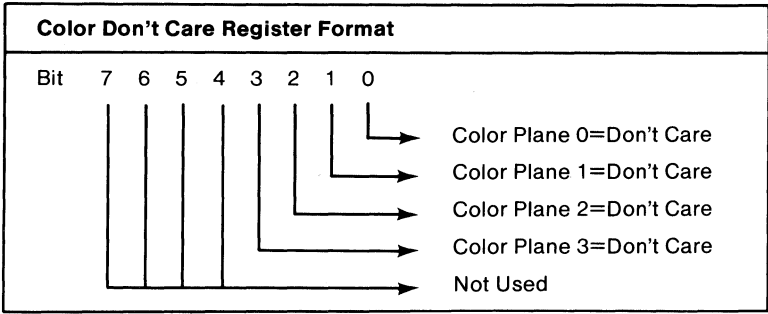 Color Don't Care Register Format
Bit 7 6 5 4 3 2 1 0
Color Plane 0=Don't Care
Color Plane 1=Don't Care
Color Plane 2=Don't Care
Color Plane 3=Don't Care
Not Used